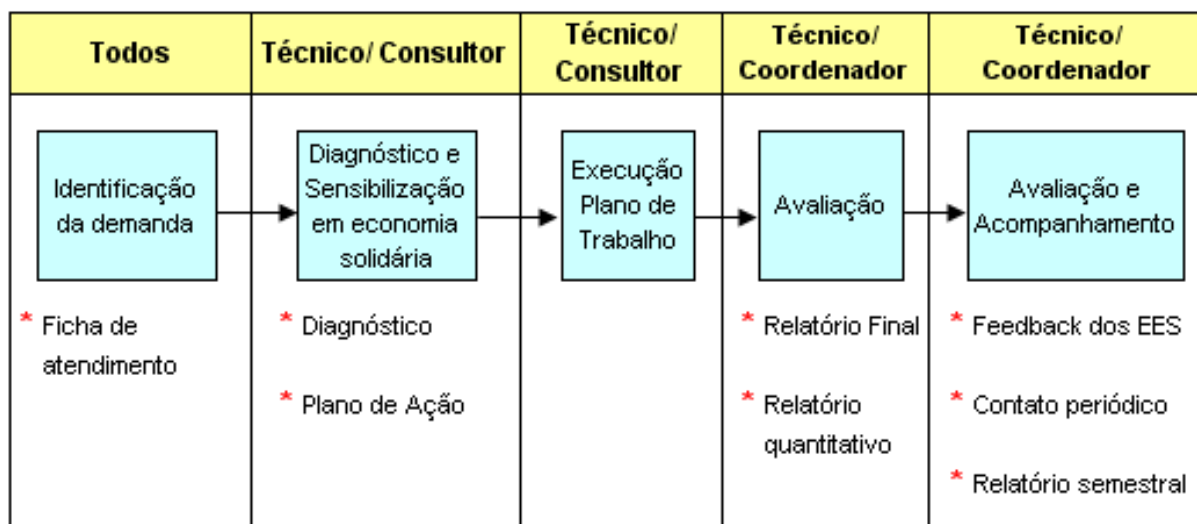 Todos
Técnico/ Consultor
Técnico/
Consultor
Técnico/
Coordenador
Técnico/
Coordenador
Identificação
da demanda
Diagnóstico e
Sensibilização
em economia
solidária
Execução
Plano de
Trabalho
Avaliação
Avaliação e
Acompanhamento
* Ficha de
atendimento
* Diagnóstico
* Plano de Ação
* Relatório Final
* Relatório
quantitativo
* Feedback dos EES
* Contato periódico
* Relatório semestral